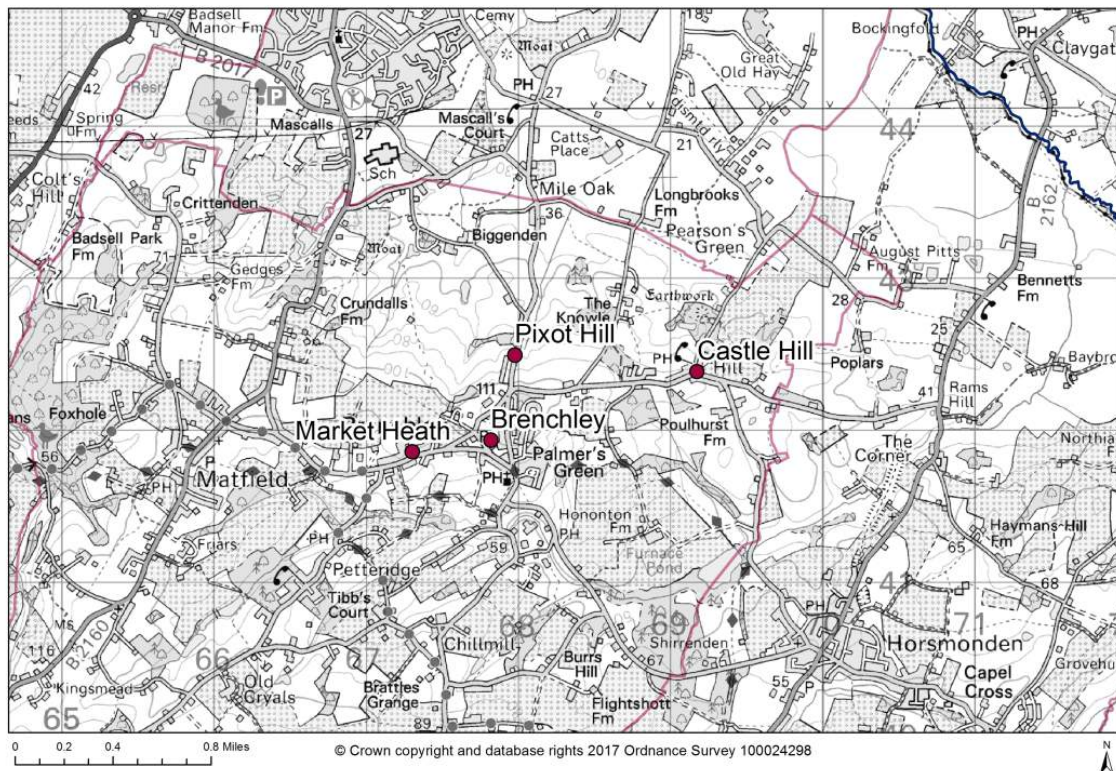 Badsell
Manor Fm
B 2017
Cemy
Moat
18
Bockingfold
PH
Claygat
Great
Old Hay
PH
42
Resr
P
27
44
Spring
Fm
Mascalls
27
Mascall's
Court
Catts
Place
21
Sch
Colt's
Hill
Crittenden
Mile Oak
Longbrooks
Fm
B 2162
36
Pearson's
Green
Badsell Park
Fm
Moat
Biggenden
71
Gedges
Fm
August Pitts
Fm
Earthwork
28
Bennetts
Fm
Crundalls
Fm
The
Knowle
25
Pixot Hill
PH
Castle Hill
Hill
Poplars
Baybro
111
41
Rams
Hill
Foxhole
Market Heath
Brenchley
Poulhurst
Fm
56
P
Palmer's
Green
The
Corner
Matfield
PH
PH
Hononton
Fm
Haymans Hill
Fm
Friars
PH
59
PH
65
Furnace
Pond
Petteridge
68
Tibb's
Court
PH
MS
68
69
Horsmonden
71
116
B 2160
66
67
Chillmill
Shirrenden
Burrs
Hill
67
Kingsmead
Old
Cryals
Brattles
Grange
55
P
Capel
Cross
65
Flightshott
Fm
89
0 0.2 0.4 0.8 Miles
© Crown copyright and database rights 2017 Ordnance Survey 100024298
N